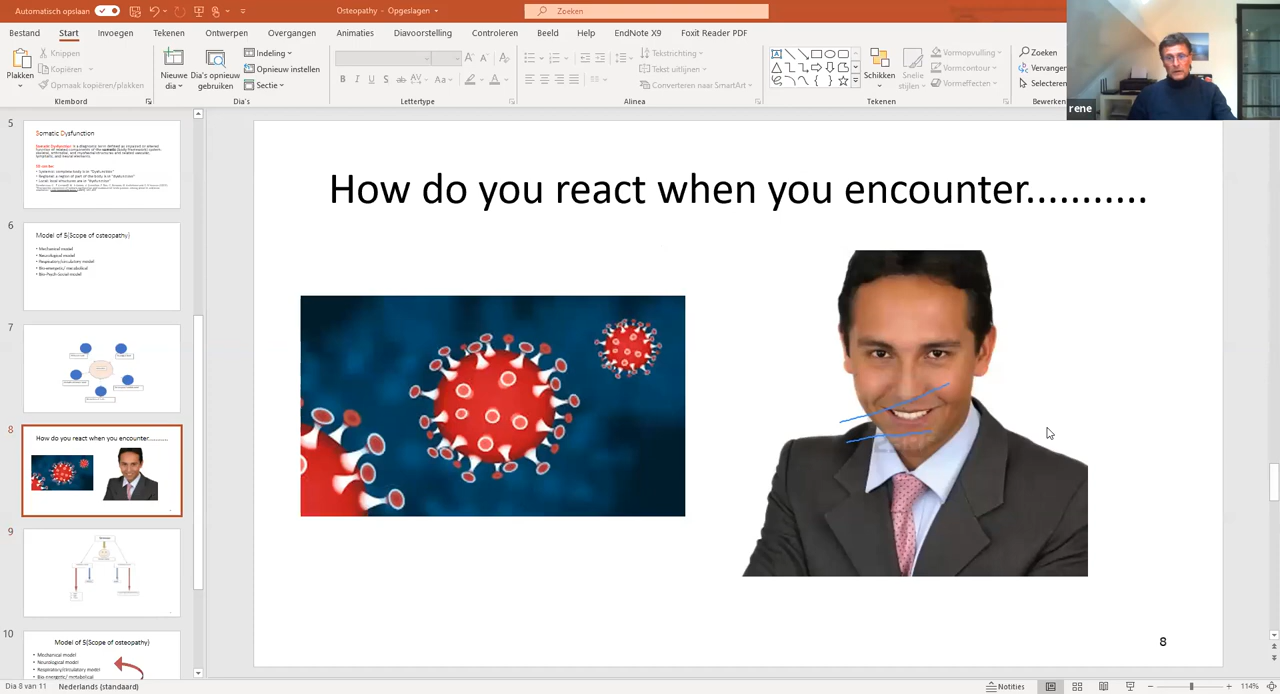 Automatisch opslaan
Osteopathy - Opgeslagen
Zoeken
Bestand Start Invoegen Tekenen Ontwerpen Overgangen Animaties Diavoorstelling Controleren Beeld Help EndNote X9 Foxit Reader PDF
Plakken
Knippen
Kopiëren
Opmaak kopiëren/plakken
Klembord
Nieuwe dia
Dia's opnieuw gebruiken
Indeling
Opnieuw instellen
Sectie
Dia's
Lettertype
Tekstrichting
Tekst uitlijnen
Converteren naar SmartArt
Alinea
Schikken
Snelle stijlen
Vormopvulling
Vormcontour
Vormeffecten
Tekenen
Zoeken
Vervangen
Selecteren
Bewerken
rene
5
Somatic Dysfunction
6
Model of 5(Scope of osteopathy)
• Mechanical model
• Neurological model
• Respiratory/circulatory model
• Bio-energetic/ metabolical
• Bio-Psych-Social model
7
8
How do you react when you encounter...........
9
10
Model of 5(Scope of osteopathy)
• Mechanical model
• Neurological model
• Respiratory/circulatory model
• Bio-energetic/ metabolical
How do you react when you encounter...........
8
Dia 8 van 11
Nederlands (standaard)
Notities
114%